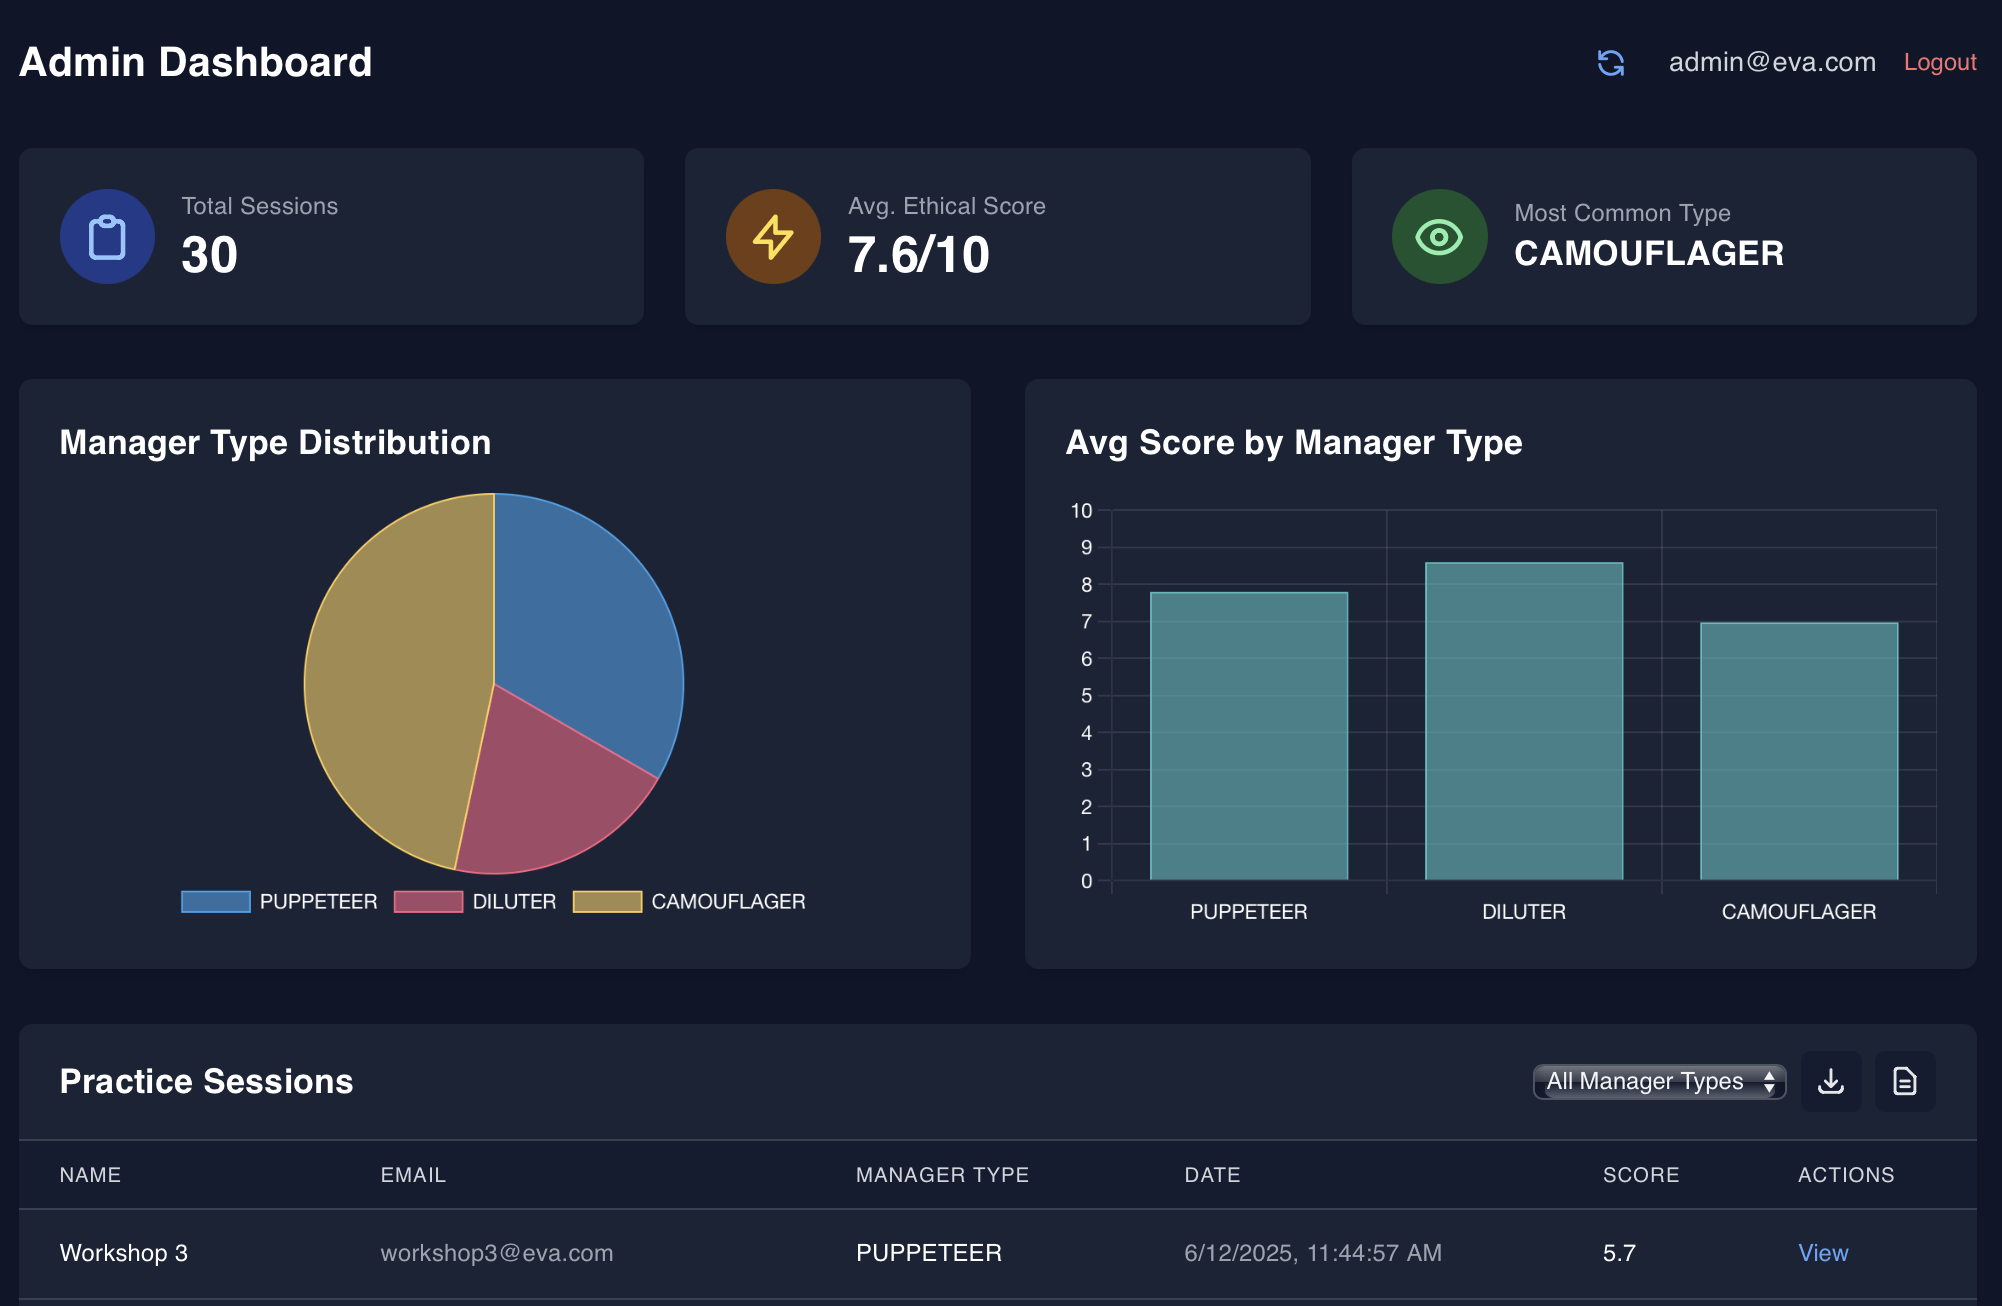 Admin Dashboard
admin@eva.com
Logout
Total Sessions
30
Avg. Ethical Score
7.6/10
Most Common Type
CAMOUFLAGER
Manager Type Distribution
PUPPETEER
DILUTER
CAMOUFLAGER
Avg Score by Manager Type
10
9
8
7
6
5
4
3
2
1
0
PUPPETEER
DILUTER
CAMOUFLAGER
Practice Sessions
All Manager Types
NAME EMAIL MANAGER TYPE DATE SCORE ACTIONS
Workshop 3 workshop3@eva.com PUPPETEER 6/12/2025, 11:44:57 AM 5.7 View